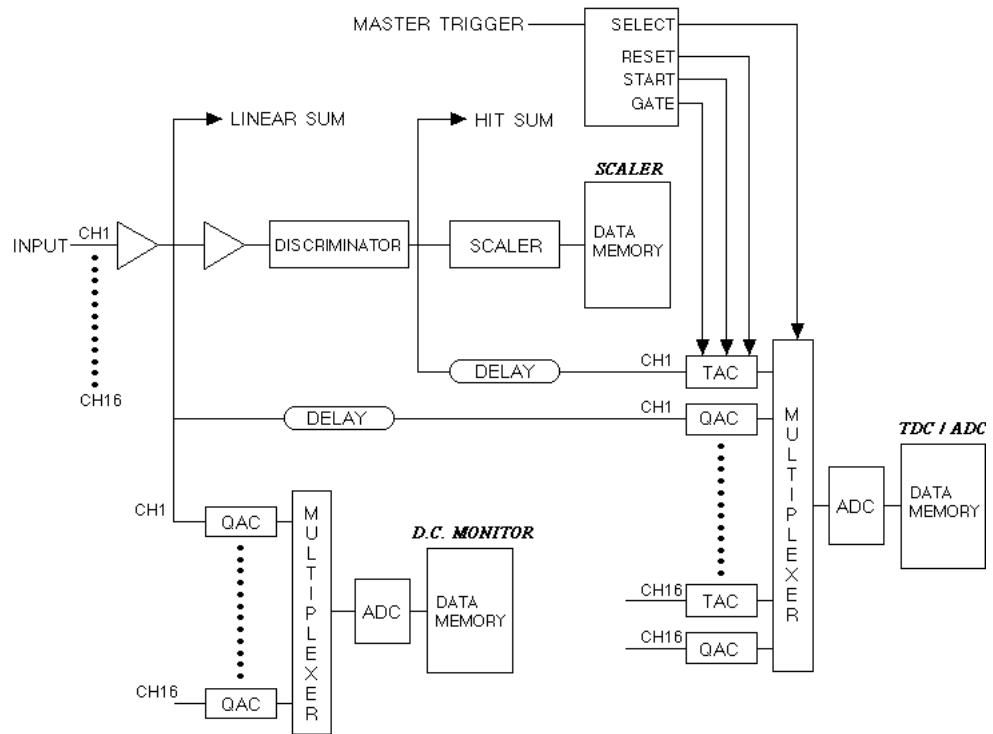 MASTER TRIGGER
SELECT
RESET
START
GATE
LINEAR SUM
HIT SUM
SCALER
INPUT
CH1
DISCRIMINATOR
SCALER
DATA
MEMORY
CH16
DELAY
CH1
TAC
DELAY
CH1
QAC
MULTIPLEXER
TDC / ADC
ADC
DATA
MEMORY
CH1
QAC
MULTIPLEXER
D.C. MONITOR
ADC
DATA
MEMORY
CH16
TAC
CH16
QAC
CH16
QAC